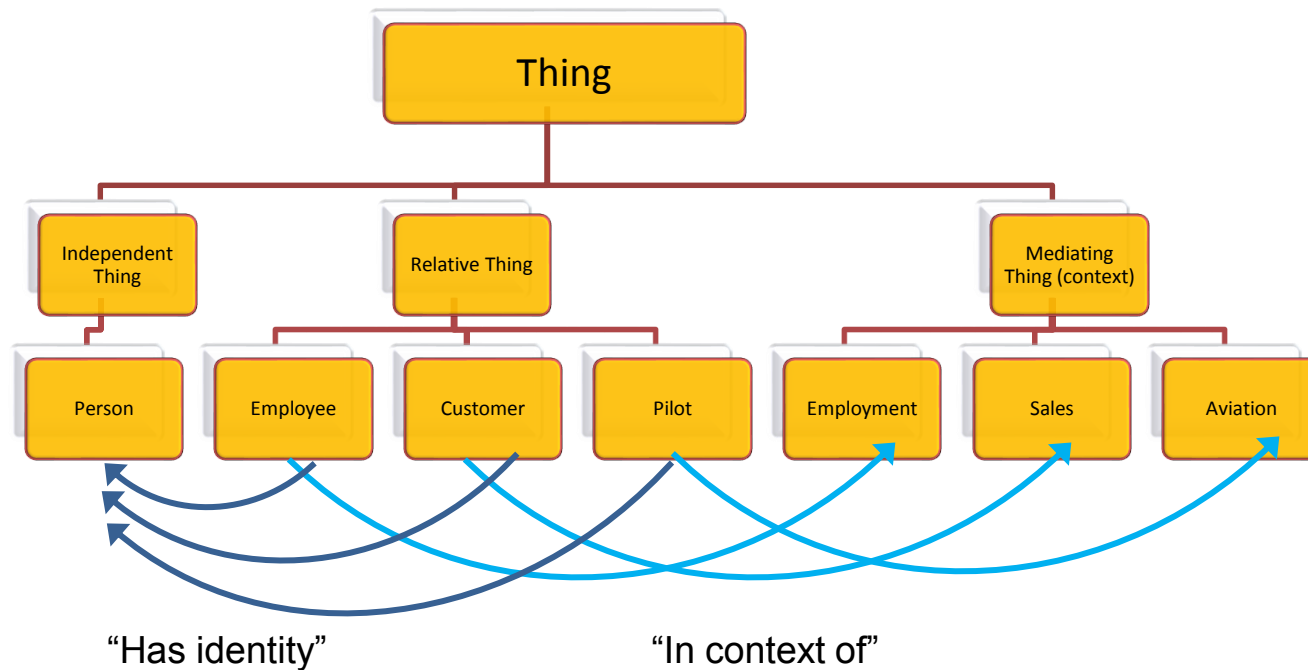 Thing
Independent
Thing
Relative Thing
Mediating
Thing (context)
Person
Employee
Customer
Pilot
Employment
Sales
Aviation
“Has identity”
“In context of”